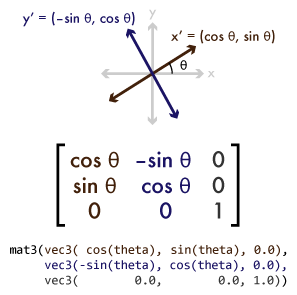 y
y′ = (−sin θ, cos θ)
x′ = (cos θ, sin θ)
θ
x
cos θ −sin θ 0
sin θ cos θ 0
0 0 1
mat3(vec3( cos(theta), sin(theta), 0.0),
vec3(-sin(theta), cos(theta), 0.0),
vec3( 0.0, 0.0, 1.0))